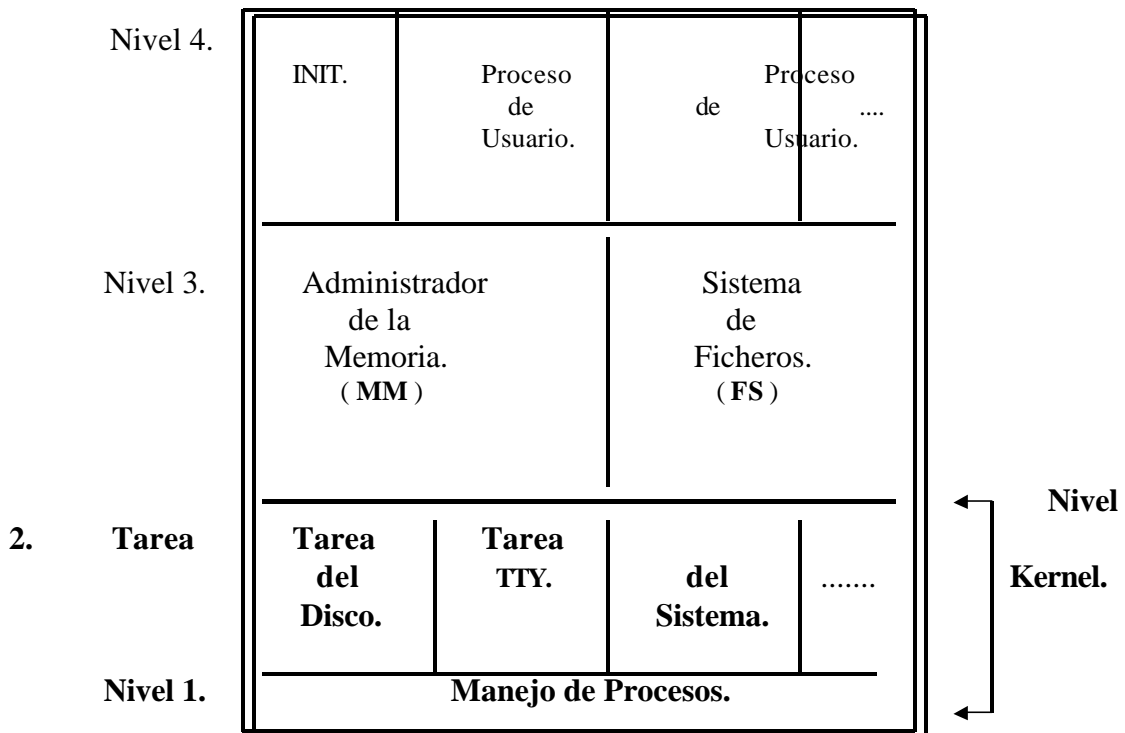 Nivel 4.
INIT. Proceso Proceso
de de ....
Usuario. Usuario.
Nivel 3. Administrador Sistema
de la de
Memoria. Ficheros.
( MM ) ( FS )
Nivel
2. Tarea Tarea Tarea
del TTY. del ....... Kernel.
Disco. Sistema.
Nivel 1. Manejo de Procesos.